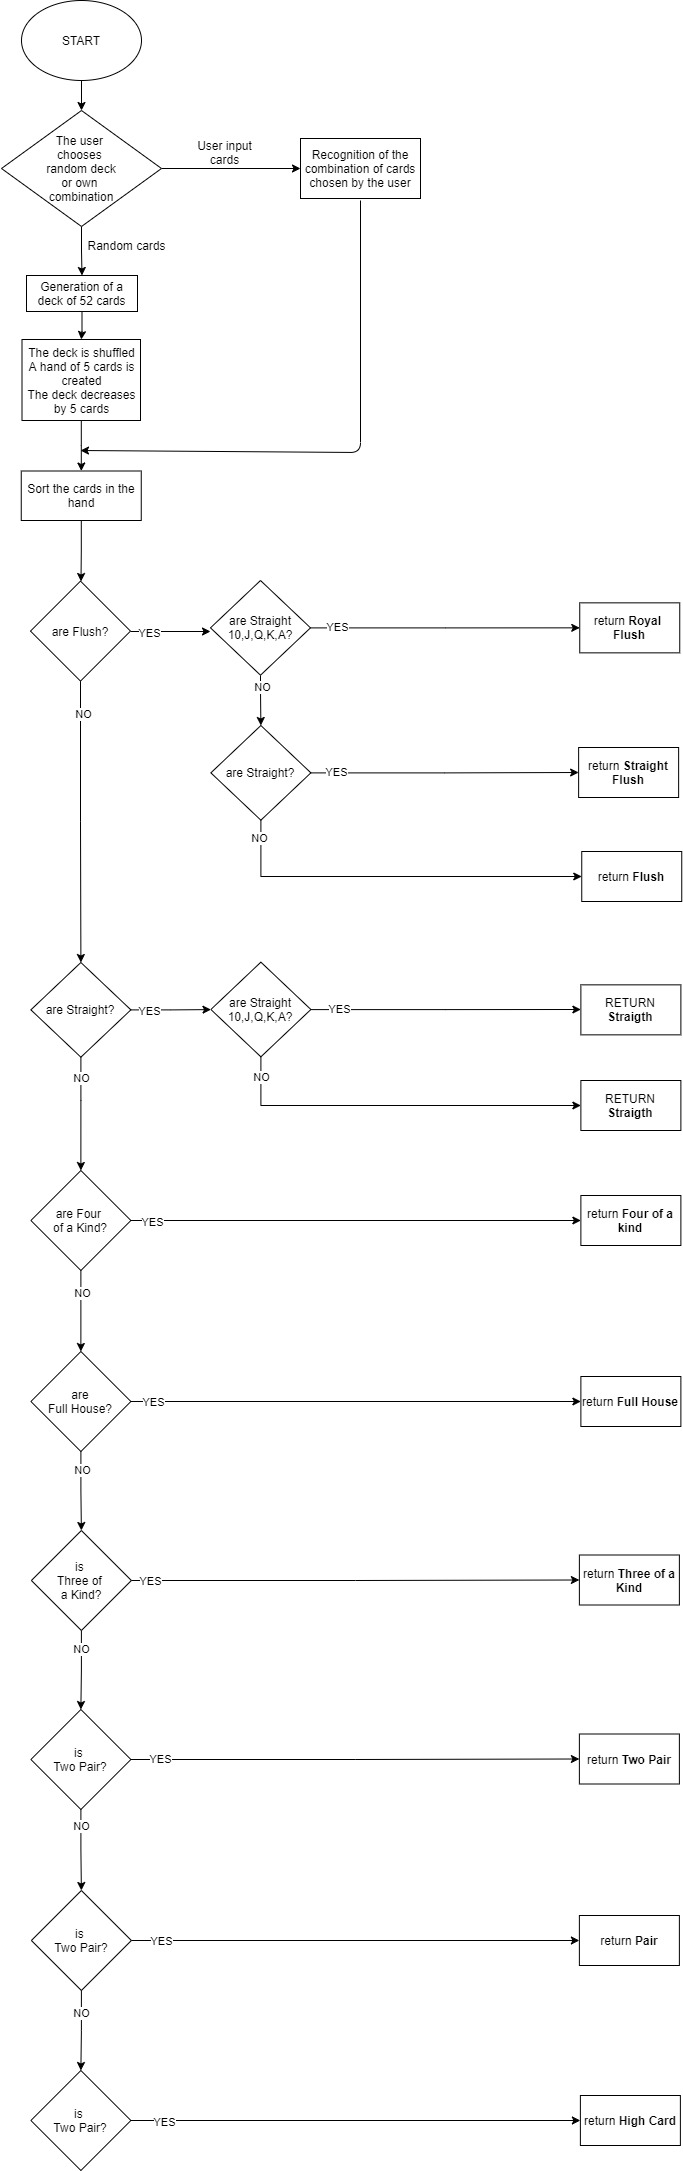 START
The user
chooses
random deck
or own
combination
User input
cards
Recognition of the
combination of cards
chosen by the user
Random cards
Generation of a
deck of 52 cards
The deck is shuffled
A hand of 5 cards is
created
The deck decreases
by 5 cards
Sort the cards in the
hand
are Flush?
YES
are Straight
10,J,Q,K,A?
YES
return Royal
Flush
NO
NO
are Straight?
YES
return Straight
Flush
NO
return Flush
are Straight?
YES
are Straight
10,J,Q,K,A?
YES
RETURN
Straigth
NO
NO
RETURN
Straigth
are Four
of a Kind?
YES
return Four of a
kind
NO
are
Full House?
YES
return Full House
NO
is
Three of
a Kind?
YES
return Three of a
Kind
NO
is
Two Pair?
YES
return Two Pair
NO
is
Two Pair?
YES
return Pair
NO
is
Two Pair?
YES
return High Card